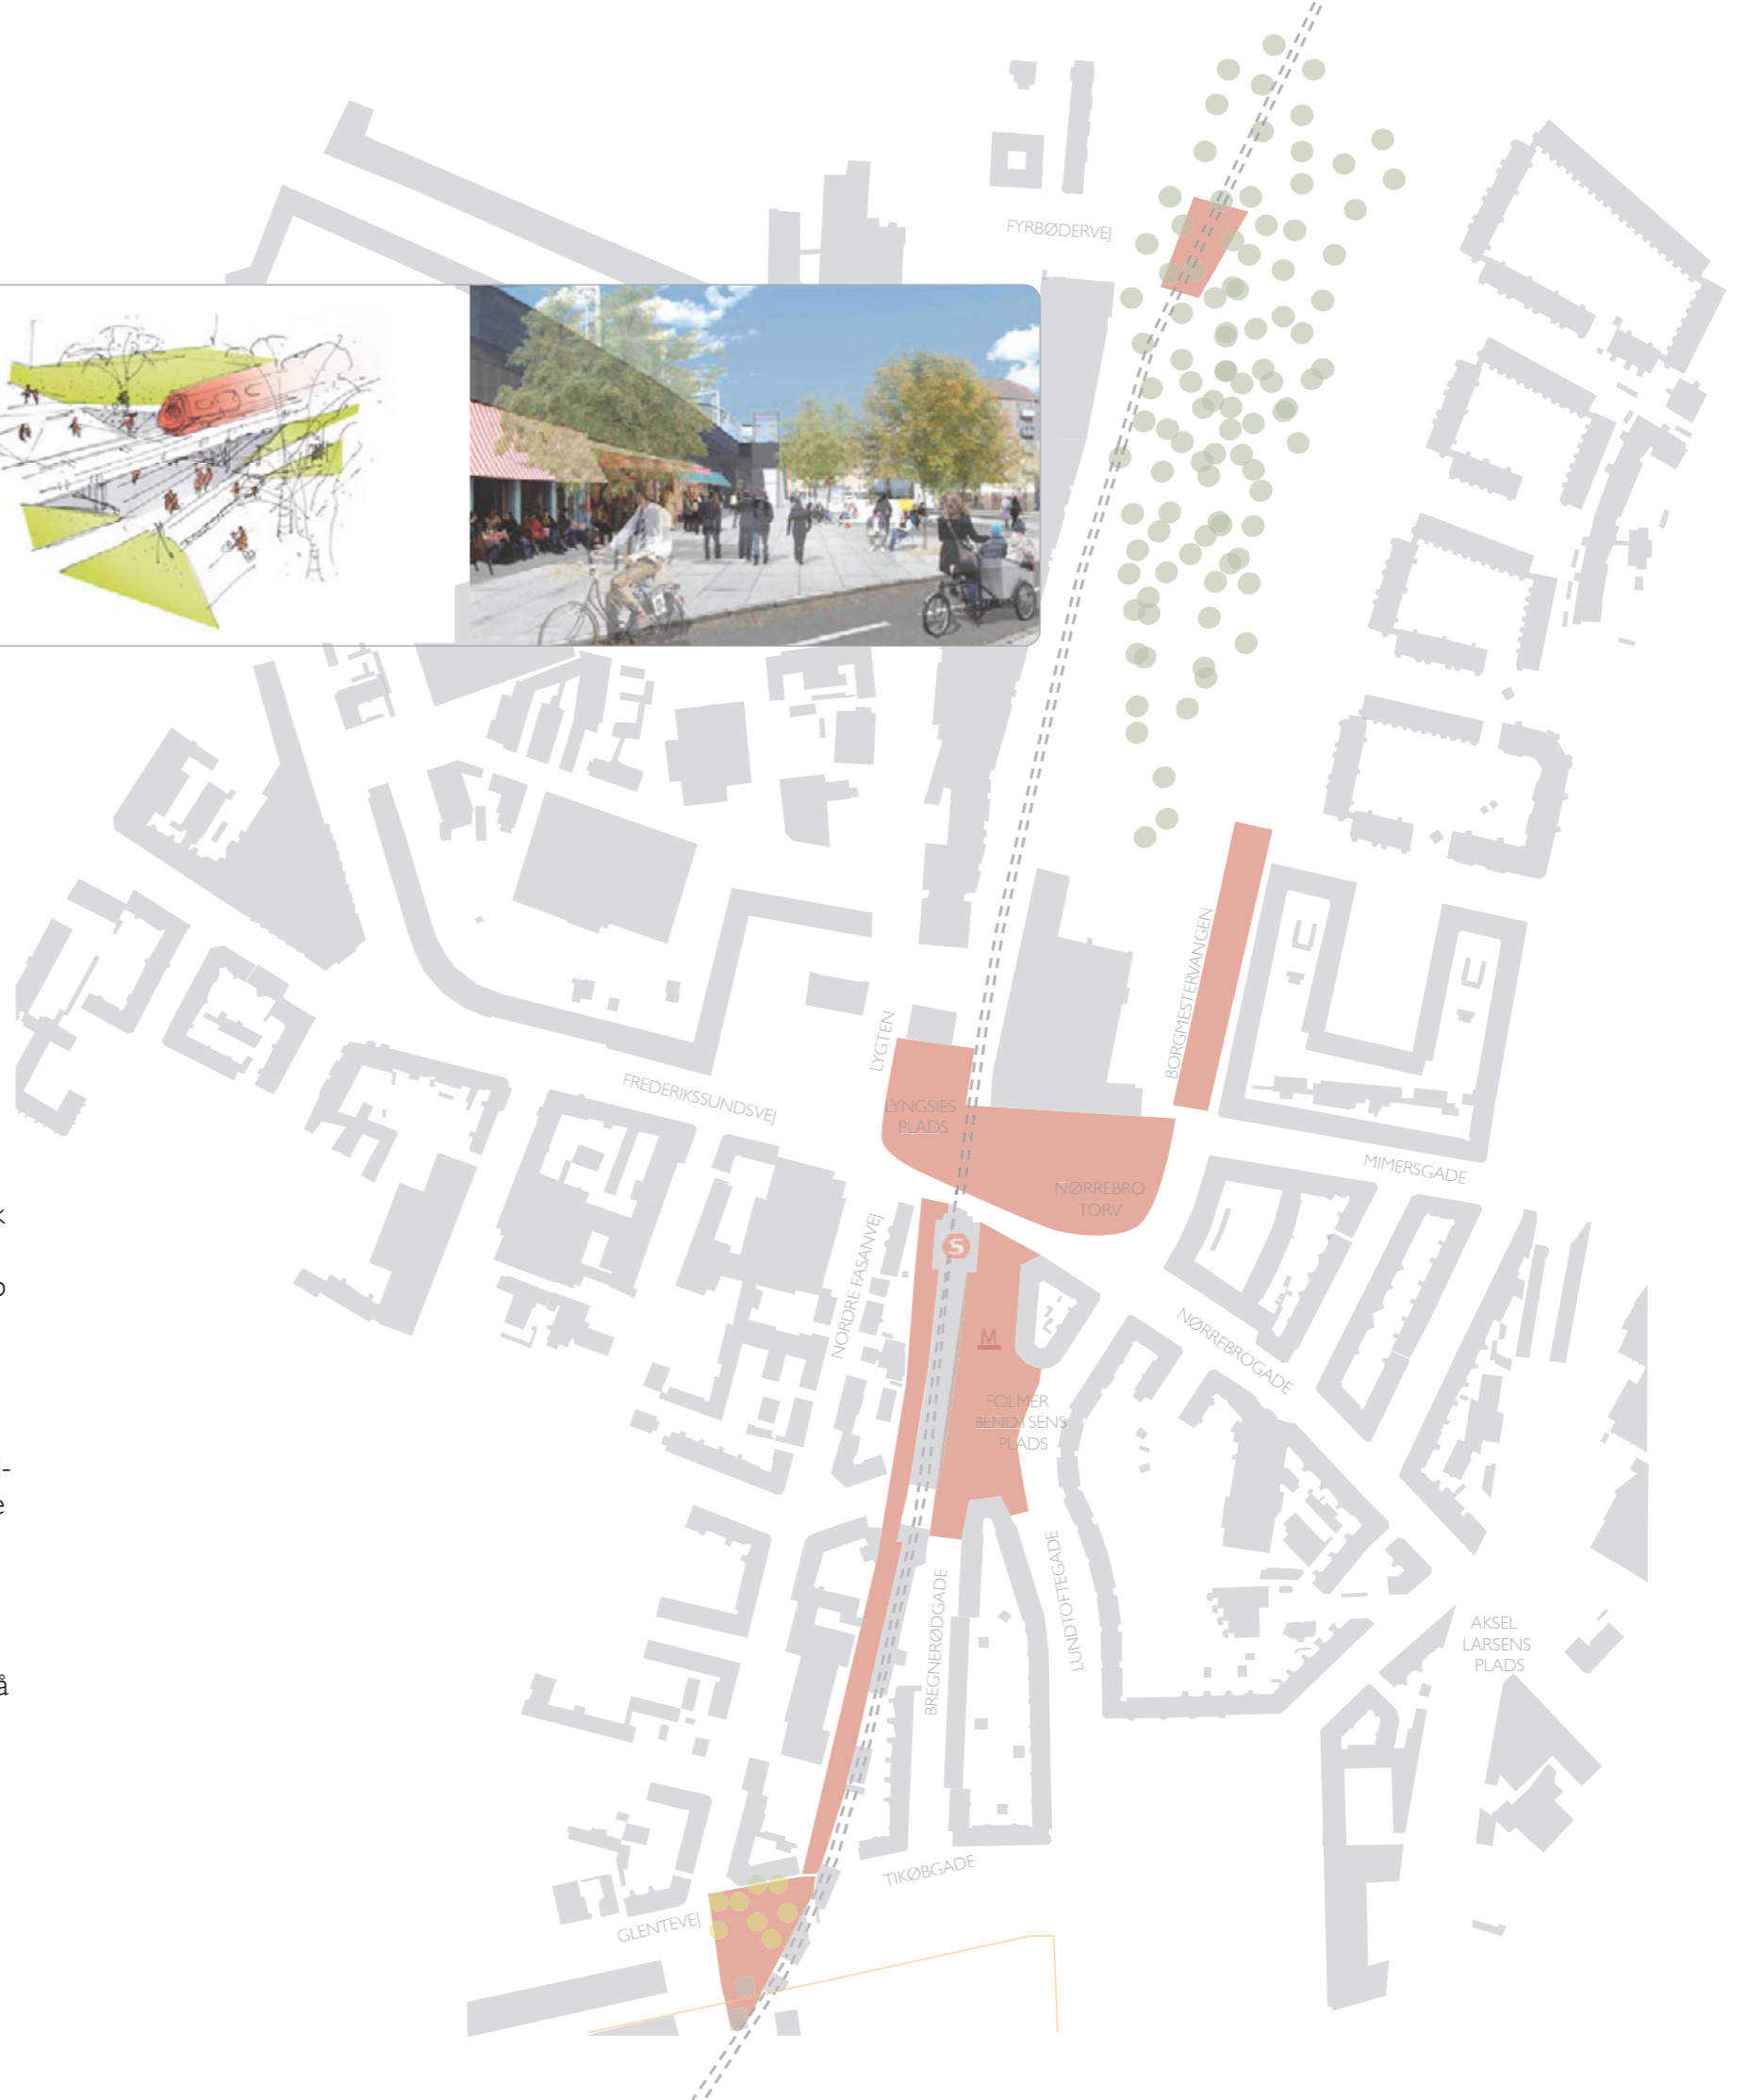 FYRBØDERVEJ
BORGMESTERVANGEN
LYGTEN
FREDERIKSSUNDSVEJ
LYNGSIES
PLADS
MIMERSGADE
NØRREBRO
TORV
NORDRE FASANVEJ
S
NØRREBROGADE
M
FOLMER
BENDTSENS
PLADS
LUNDTOFTEGADE
BREGNERØDGADE
AKSEL
LARSENS
PLADS
TIKØBGADE
GLENTEVEJ